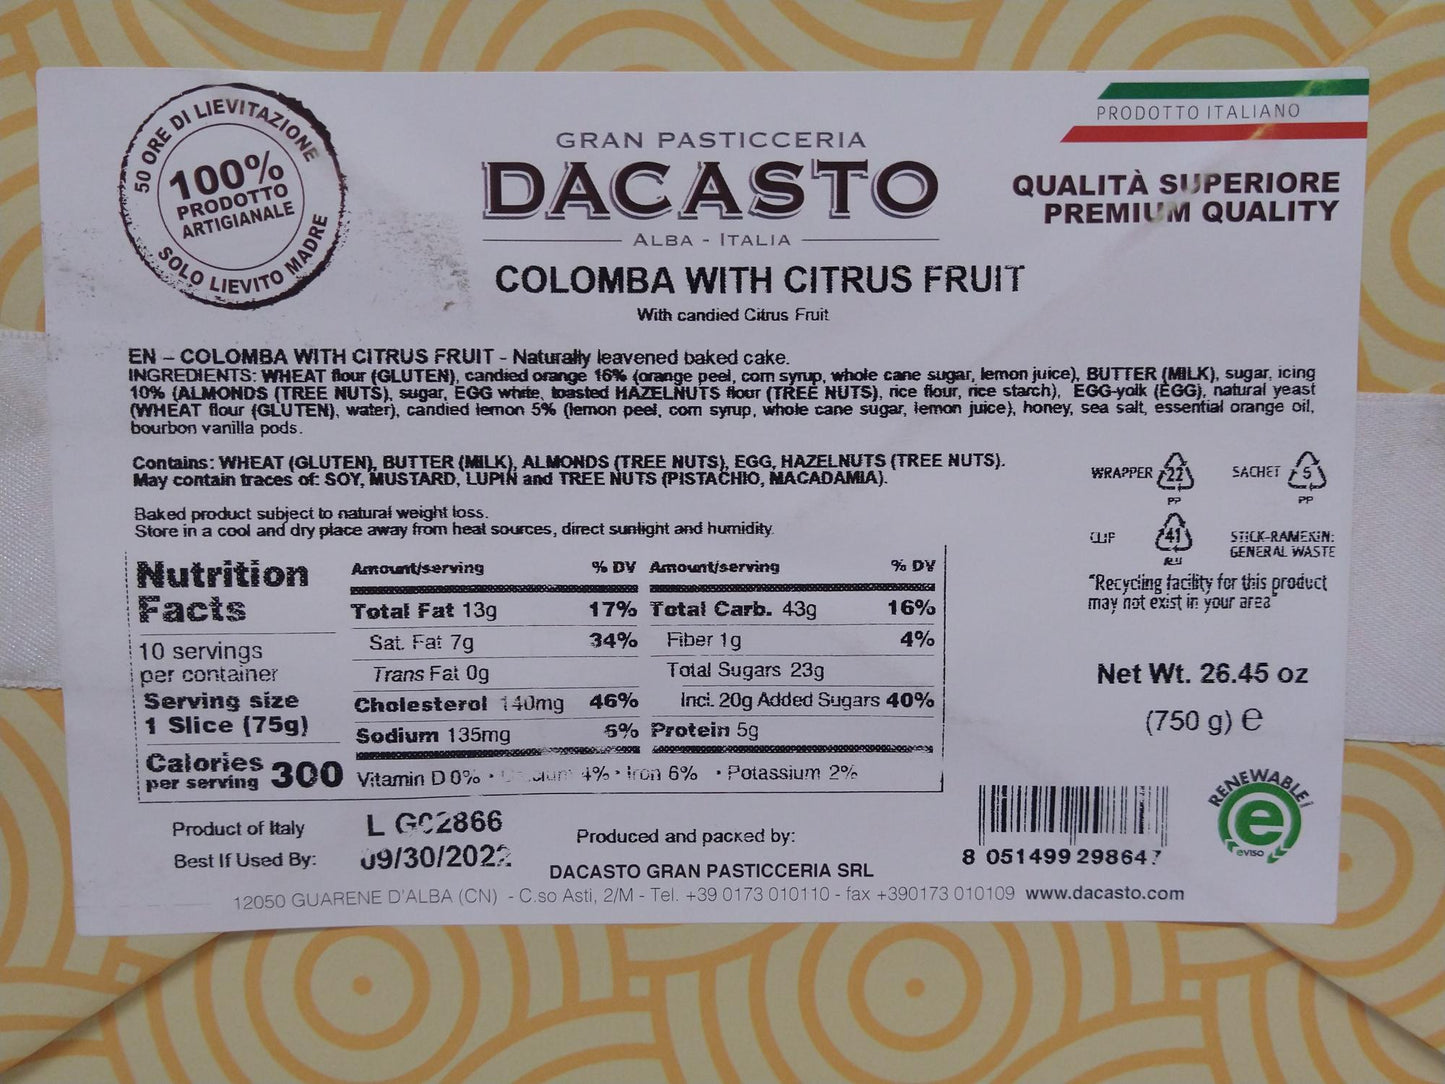 50 ORE DI LIEVITAZIONE
100%
PRODOTTO
ARTIGIANALE
SOLO LIEVITO MADRE
GRAN PASTICCERIA
DACASTO
ALBA - ITALIA
PRODOTTO ITALIANO
QUALITÀ SUPERIORE
PREMIUM QUALITY
COLOMBA WITH CITRUS FRUIT
With candied Citrus Fruit
EN – COLOMBA WITH CITRUS FRUIT - Naturally leavened baked cake.
INGREDIENTS: WHEAT flour (GLUTEN), candied orange 16% (orange peel, corn syrup, whole cane sugar, lemon juice), BUTTER (MILK), sugar, icing
10% (ALMONDS (TREE NUTS), sugar, EGG white, toasted HAZELNUTS flour (TREE NUTS), rice flour, rice starch), EGG-yolk (EGG), natural yeast
(WHEAT flour (GLUTEN), water), candied lemon 5% (lemon peel, corn syrup, whole cane sugar, lemon juice), honey, sea salt, essential orange oil,
bourbon vanilla pods.
Contains: WHEAT (GLUTEN), BUTTER (MILK), ALMONDS (TREE NUTS), EGG, HAZELNUTS (TREE NUTS).
May contain traces of: SOY, MUSTARD, LUPIN and TREE NUTS (PISTACHIO, MACADAMIA).
Baked product subject to natural weight loss.
Store in a cool and dry place away from heat sources, direct sunlight and humidity.
WRAPPER 22 PP
SACHET 5 PP
CLIP 41 ALU
STICK-RAMEKIN:
GENERAL WASTE
"Recycling facility for this product
may not exist in your area"
Nutrition
Facts
10 servings
per container
Serving size
1 Slice (75g)
Calories
per serving 300
Amount/serving % DV
Total Fat 13g 17%
Sat. Fat 7g 34%
Trans Fat 0g
Cholesterol 140mg 46%
Sodium 135mg 6%
Amount/serving % DV
Total Carb. 43g 16%
Fiber 1g 4%
Total Sugars 23g
Incl. 20g Added Sugars 40%
Protein 5g
Vitamin D 0% • Calcium 4% • Iron 6% • Potassium 2%
Net Wt. 26.45 oz
(750 g) e
RENEWABLE!
e
eviso
Product of Italy L G02866
Best If Used By: 09/30/2022
Produced and packed by:
DACASTO GRAN PASTICCERIA SRL
12050 GUARENE D'ALBA (CN) - C.so Asti, 2/M - Tel. +39 0173 010110 - fax +390173 010109 www.dacasto.com
8 051499 298647